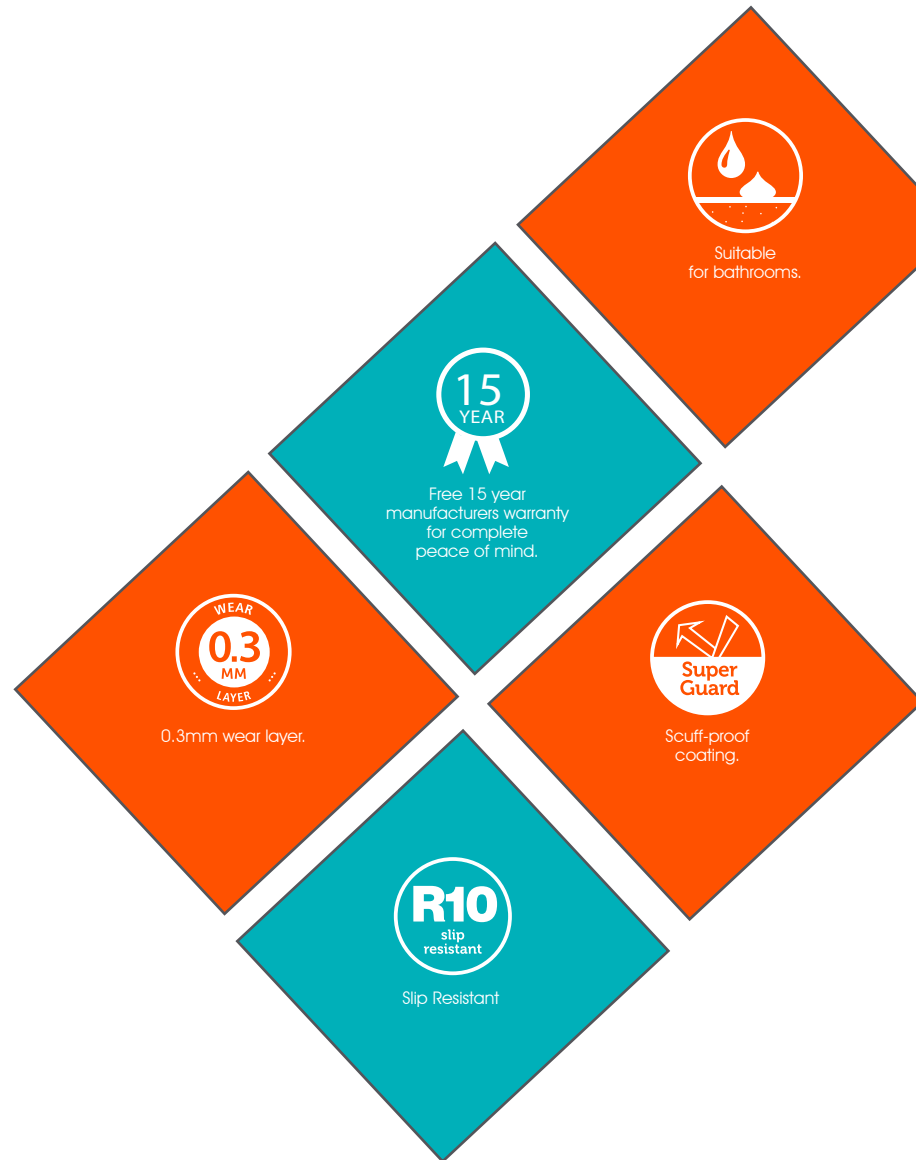 Suitable
for bathrooms.
15
YEAR
Free 15 year
manufacturers warranty
for complete
peace of mind.
WEAR
0.3
MM
LAYER
0.3mm wear layer.
Super
Guard
Scuff-proof
coating.
R10
slip
resistant
Slip Resistant